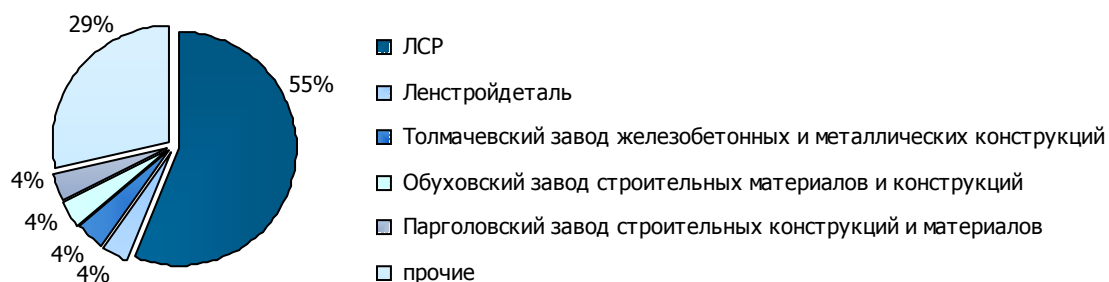 29%
55%
4%
4%
4%
4%
ЛСР
Ленстройдеталь
Толмачевский завод железобетонных и металлических конструкций
Обуховский завод строительных материалов и конструкций
Парголовский завод строительных конструкций и материалов
прочие